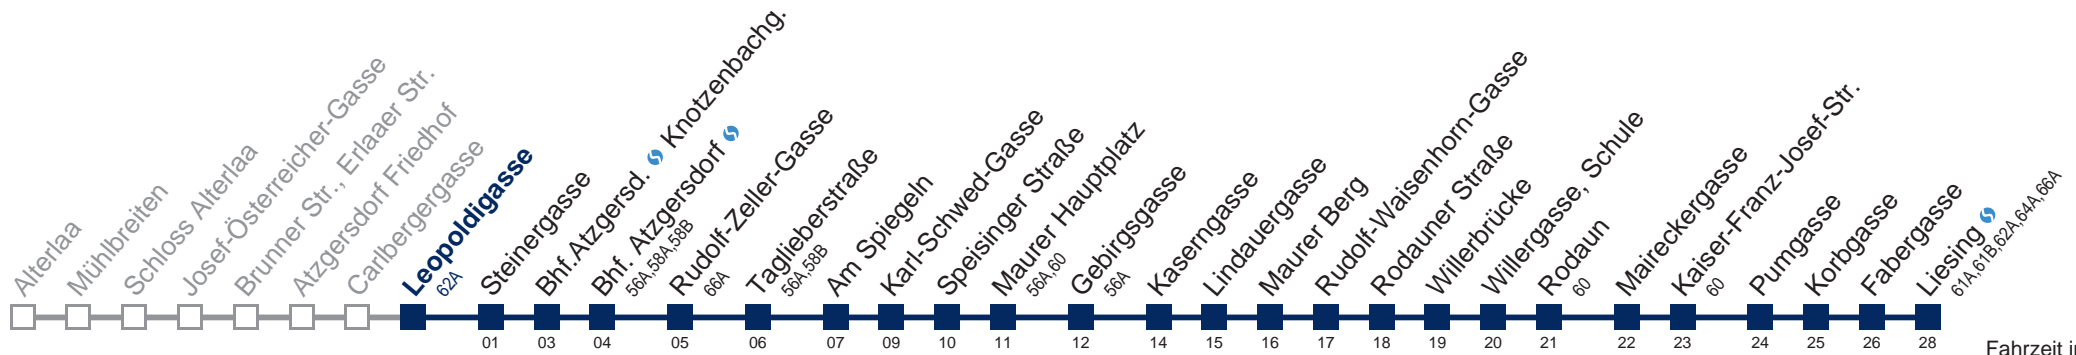 Alterlaa
Mühlbreiten
Schloss Alterlaa
Josef-Österreicher-Gasse
Brunner Str., Erlaaer Str.
Atzgersdorf Friedhof
Carlbergergasse
Leopoldigasse
62A
Steinergasse
Bhf.Atzgersd. Knotzenbachg.
Bhf. Atzgersdorf
56A,58A,58B
Rudolf-Zeller-Gasse
66A
Taglieberstraße
56A,58B
Am Spiegeln
Karl-Schwed-Gasse
Speisinger Straße
Maurer Hauptplatz
56A,60
Gebirgsgasse
56A
Kaserngasse
Lindauergasse
Maurer Berg
Rudolf-Waisenhorn-Gasse
Rodauner Straße
Willerbrücke
Willergasse, Schule
Rodaun
60
Maireckergasse
Kaiser-Franz-Josef-Str.
60
Pumgasse
Korbgasse
Fabergasse
Liesing
61A,61B,62A,64A,66A
01 03 04 05 06 07 09 10 11 12 14 15 16 17 18 19 20 21 22 23 24 25 26 28
Fahrzeit in